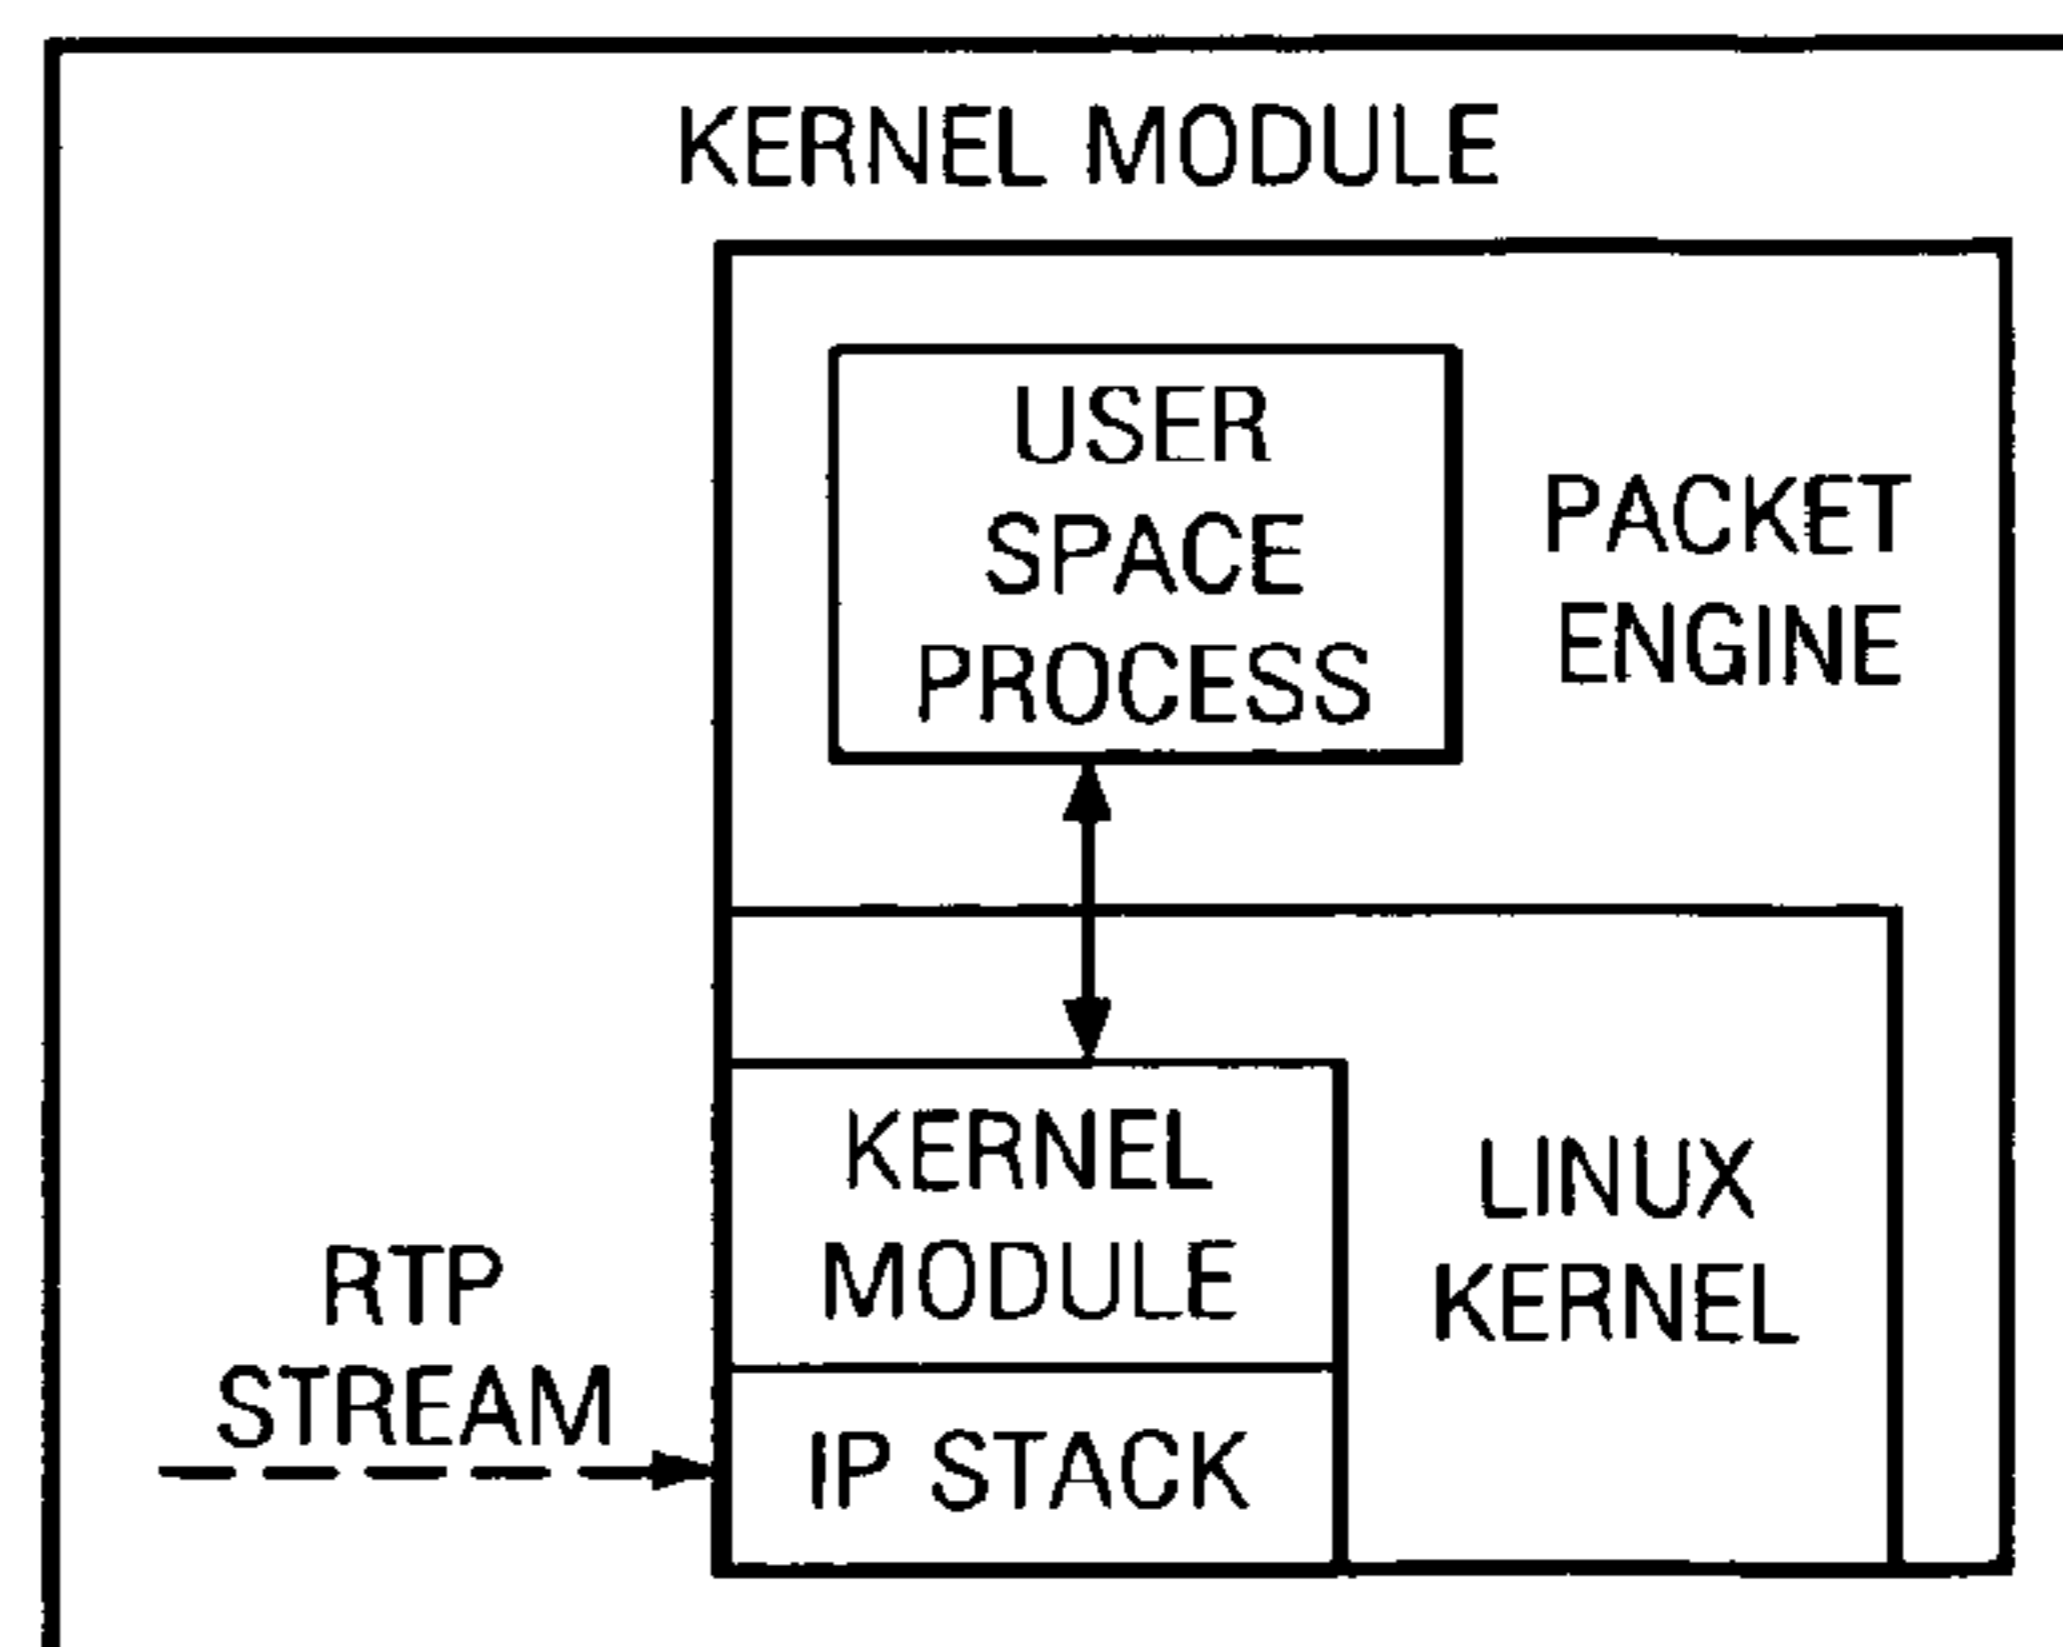 KERNEL MODULE
USER
SPACE
PROCESS
PACKET
ENGINE
KERNEL
MODULE
LINUX
KERNEL
RTP
STREAM
IP STACK